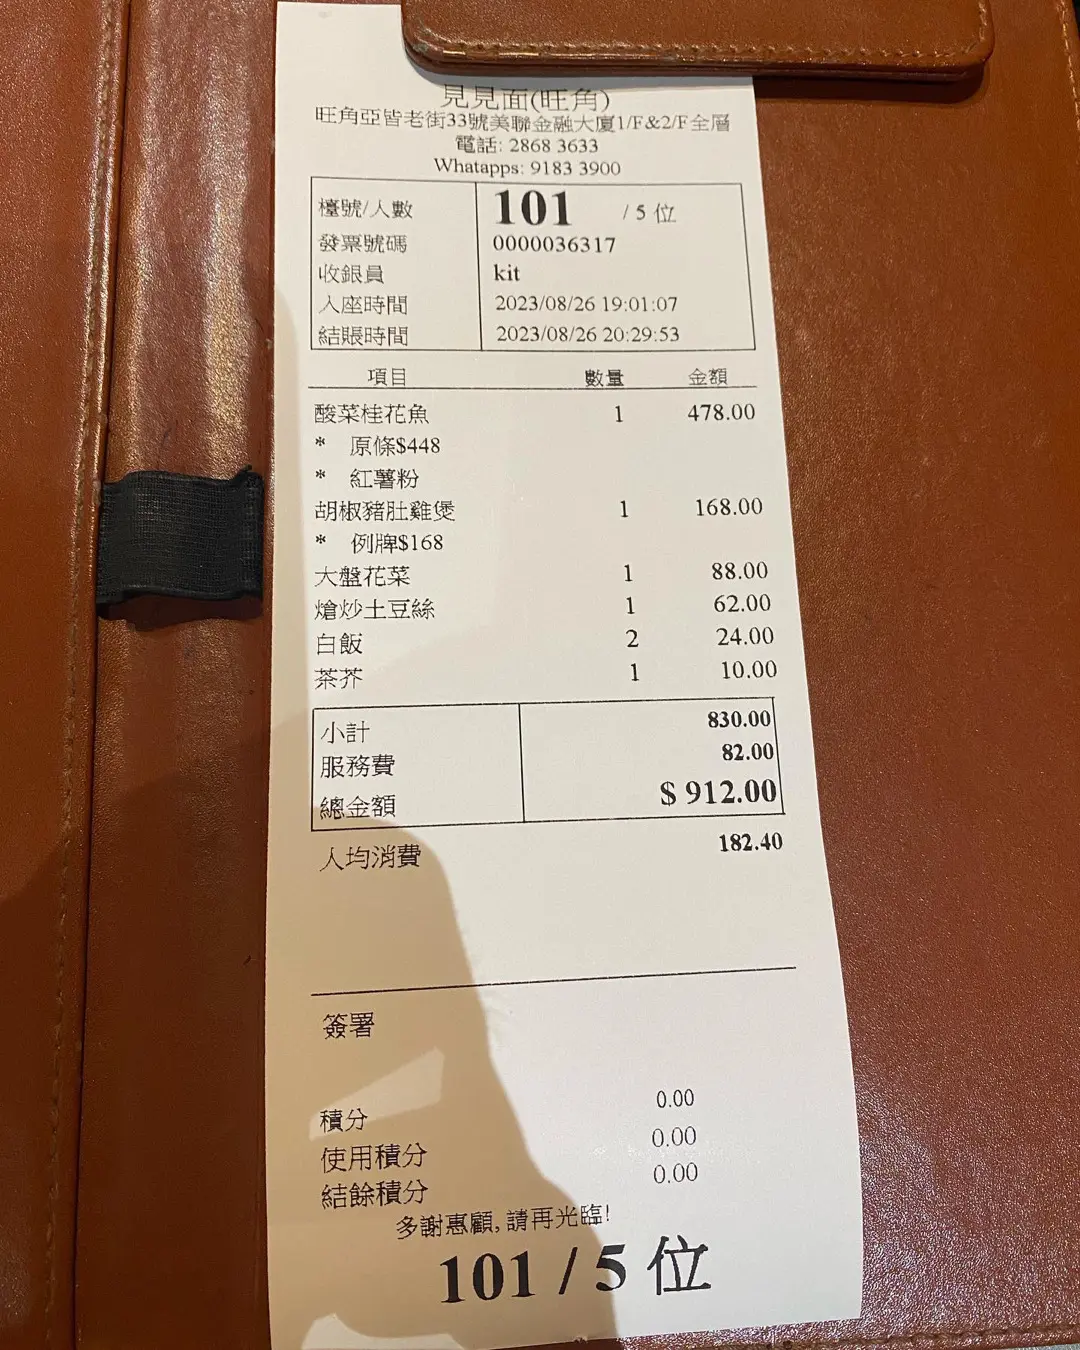 見見面(旺角)
旺角亞皆老街33號美聯金融大廈1/F&2/F全層
電話: 2868 3633
Whatapps: 9183 3900
檯號/人數 101 / 5 位
發票號碼 0000036317
收銀員 kit
入座時間 2023/08/26 19:01:07
結賬時間 2023/08/26 20:29:53
項目 數量 金額
酸菜桂花魚 1 478.00
* 原條$448
* 紅薯粉
胡椒豬肚雞煲 1 168.00
* 例牌$168
大盤花菜 1 88.00
熗炒土豆絲 1 62.00
白飯 2 24.00
茶芥 1 10.00
小計 830.00
服務費 82.00
總金額 $ 912.00
人均消費 182.40
簽署
積分 0.00
使用積分 0.00
結餘積分 0.00
多謝惠顧, 請再光臨!
101 / 5 位